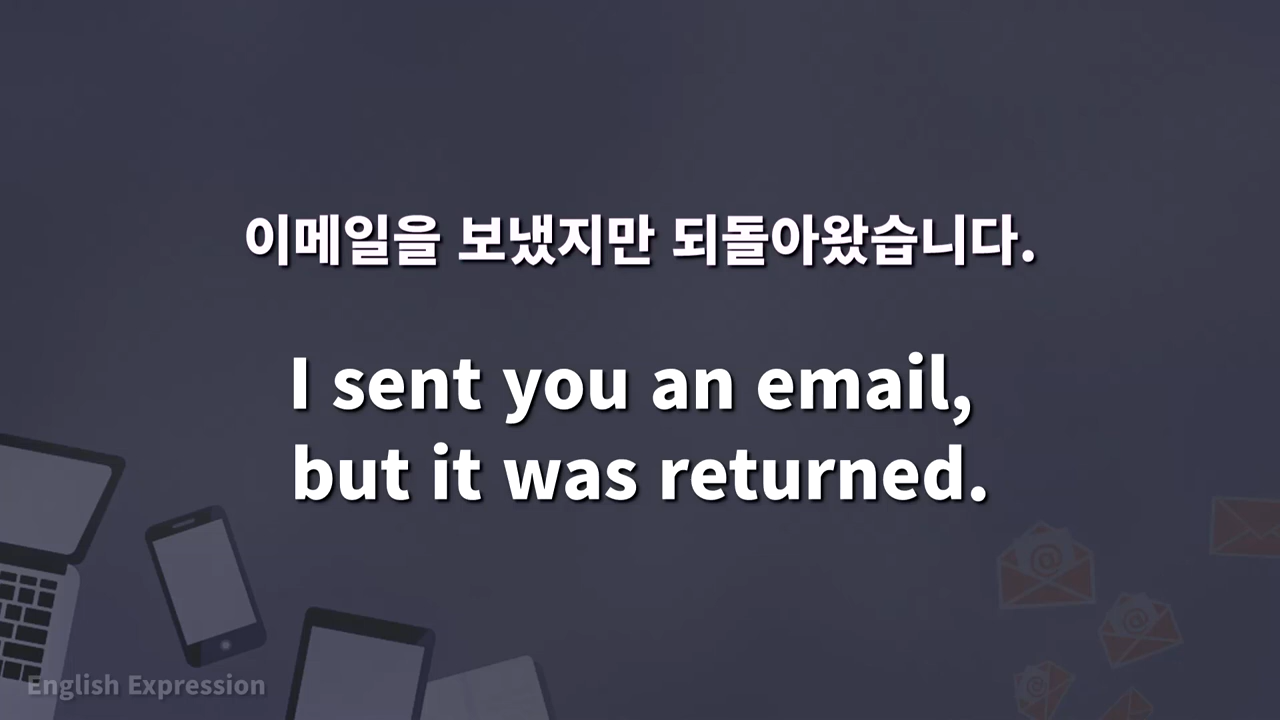 이메일을 보냈지만 되돌아왔습니다.
I sent you an email,
but it was returned.
English Expression